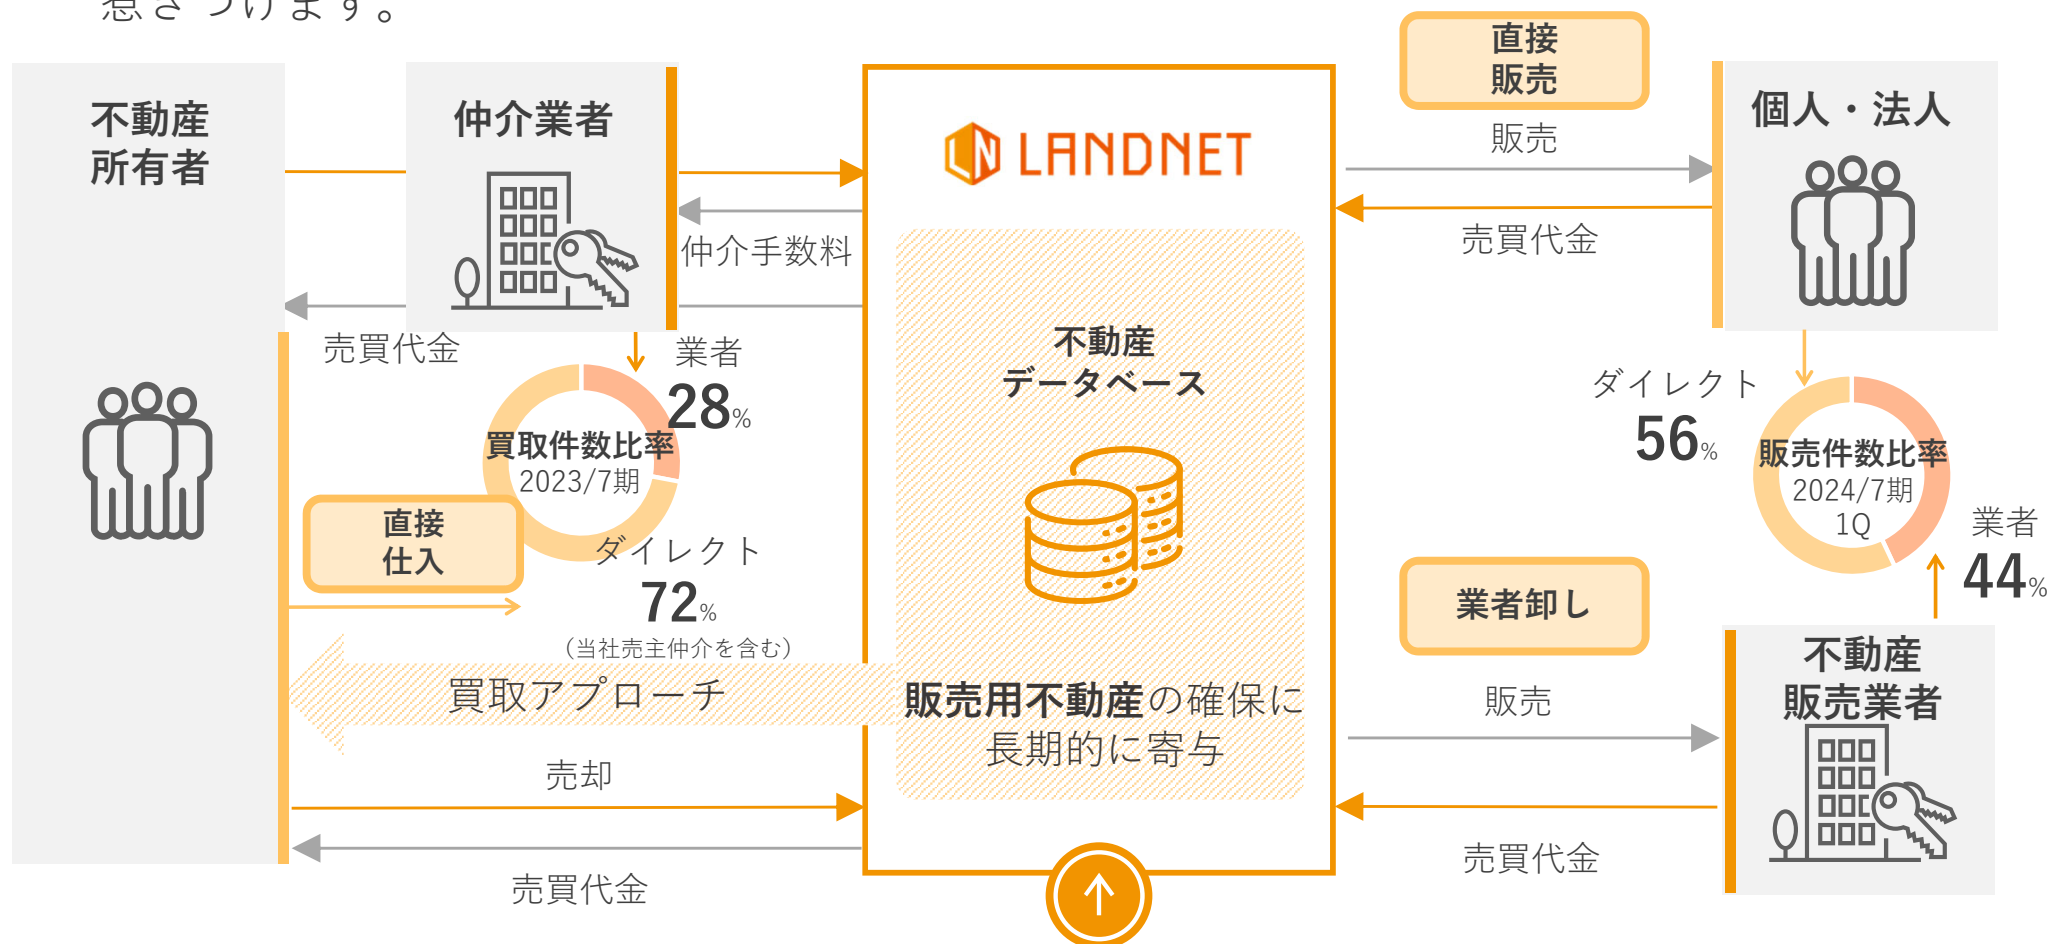 惹きつけます。
不動産
所有者
仲介業者
仲介手数料
売買代金
業者
28%
買取件数比率
2023/7期
直接
仕入
ダイレクト
72%
（当社売主仲介を含む）
買取アプローチ
売却
売買代金
LANDNET
不動産
データベース
販売用不動産の確保に
長期的に寄与
直接
販売
販売
売買代金
個人・法人
ダイレクト
56%
販売件数比率
2024/7期
1Q
業者
44%
業者卸し
販売
売買代金
不動産
販売業者